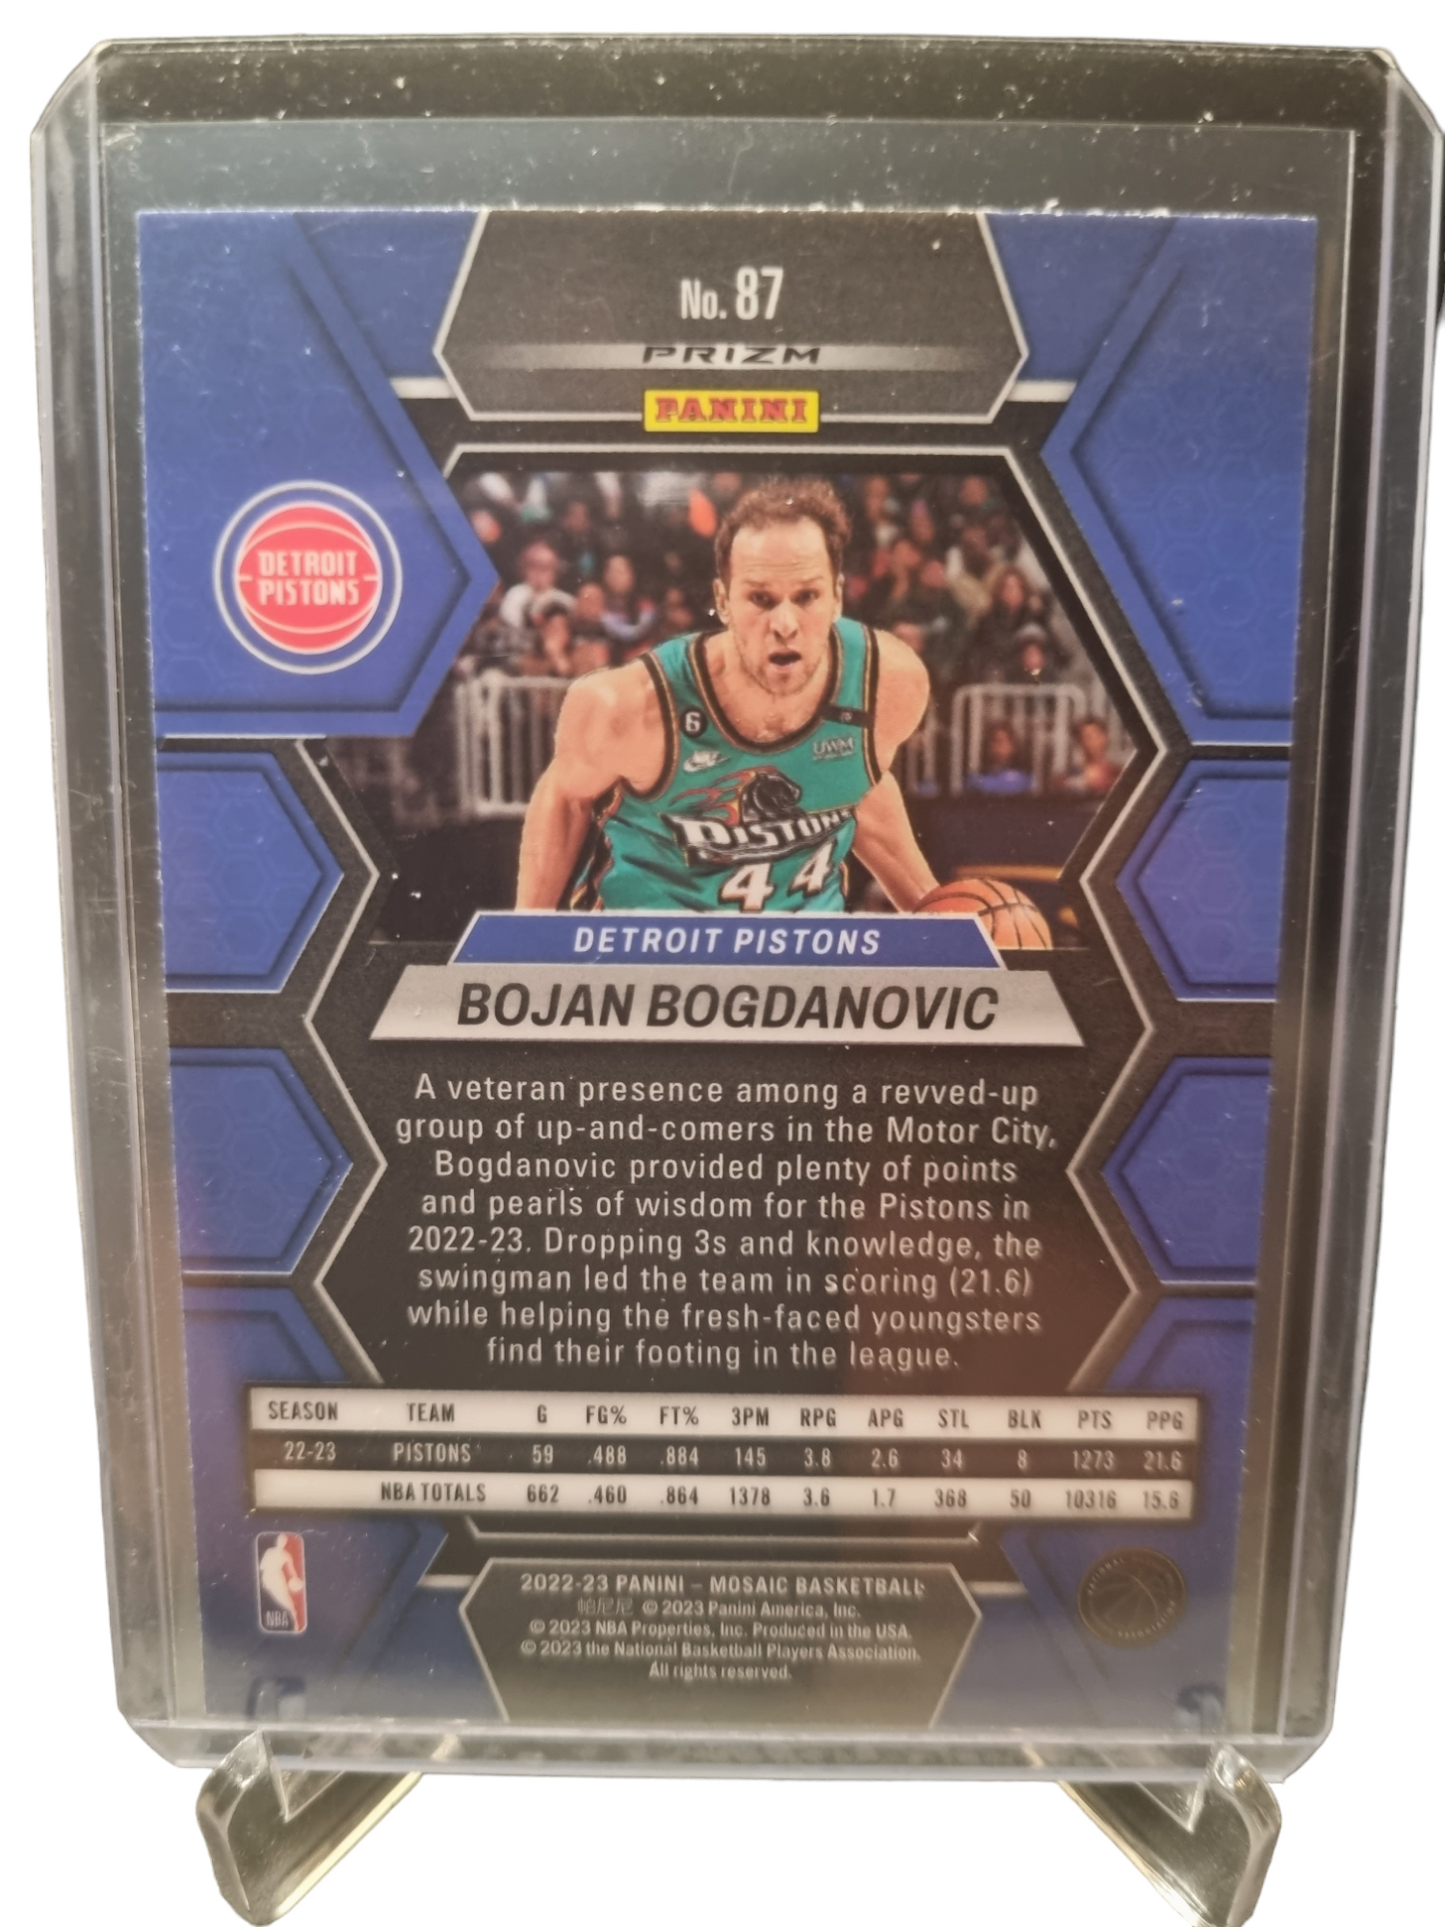 No. 87
PRIZM
PANINI
DETROIT
PISTONS
6
UWM
PISTONS
44
DETROIT PISTONS
BOJAN BOGDANOVIC
A veteran presence among a revved-up
group of up-and-comers in the Motor City,
Bogdanovic provided plenty of points
and pearls of wisdom for the Pistons in
2022-23. Dropping 3s and knowledge, the
swingman led the team in scoring (21.6)
while helping the fresh-faced youngsters
find their footing in the league.
SEASON TEAM G FG% FT% 3PM RPG APG STL BLK PTS PPG
22-23 PISTONS 59 .488 .884 145 3.8 2.6 34 8 1273 21.6
NBA TOTALS 662 .460 .864 1378 3.6 1.7 368 50 10316 15.6
NBA
2022-23 PANINI – MOSAIC BASKETBALL
帕尼尼 © 2023 Panini America, Inc.
© 2023 NBA Properties, Inc. Produced in the USA.
© 2023 the National Basketball Players Association.
All rights reserved.